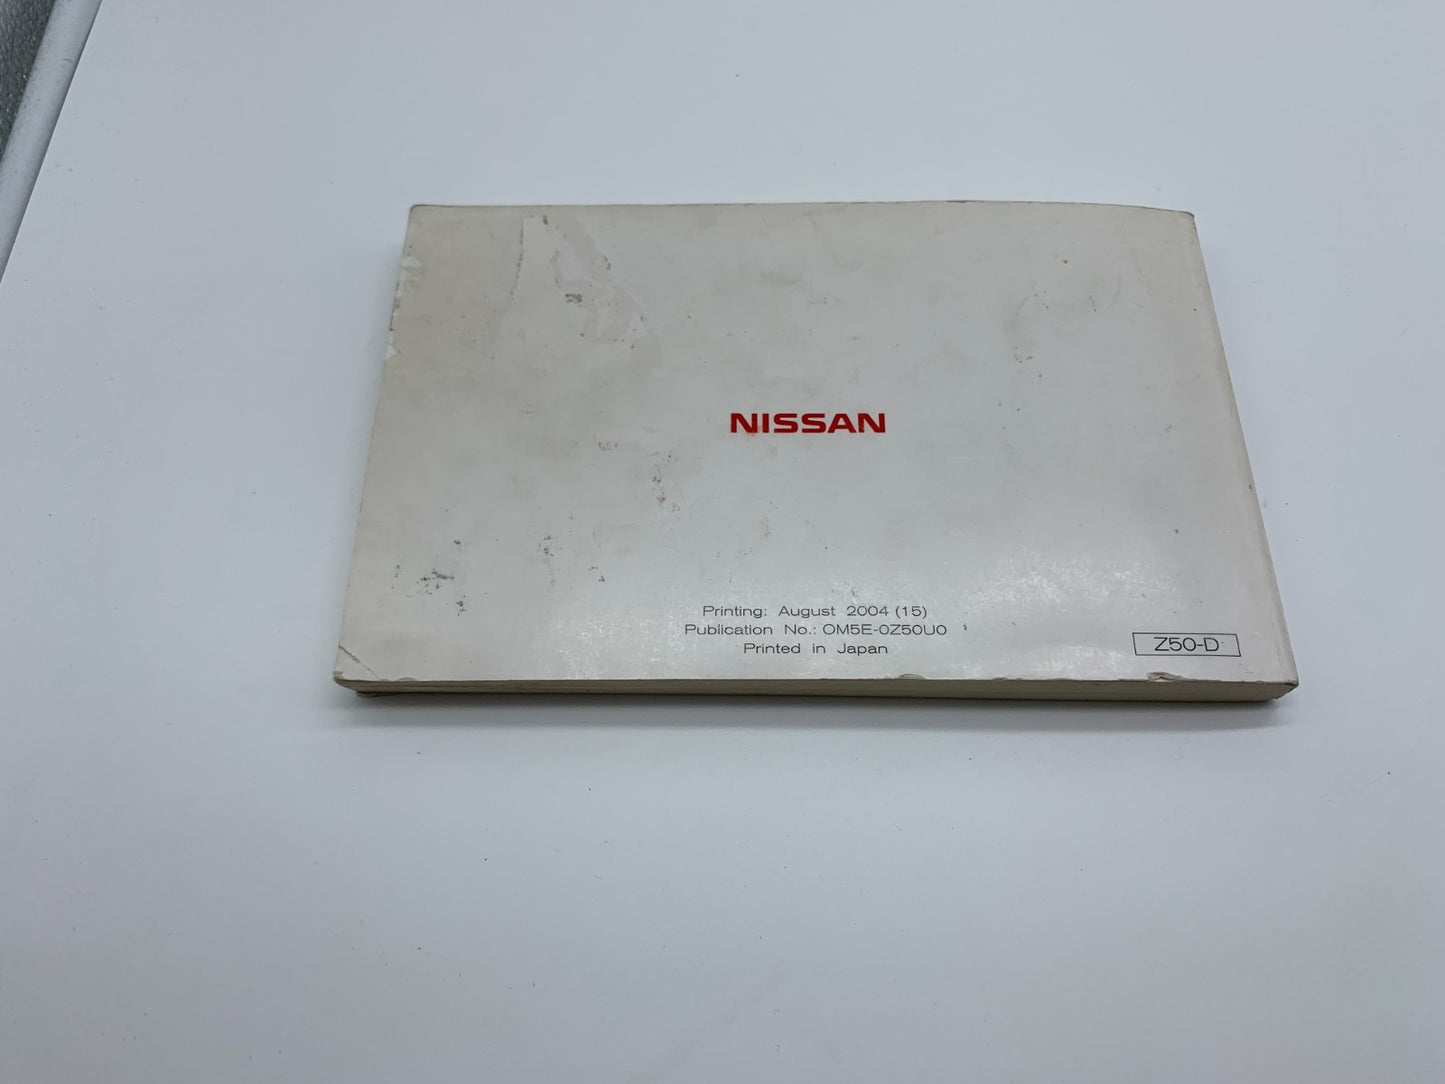 NISSAN
Printing: August 2004 (15)
Publication No.: OM5E-0Z50U0
Printed in Japan
Z50-D